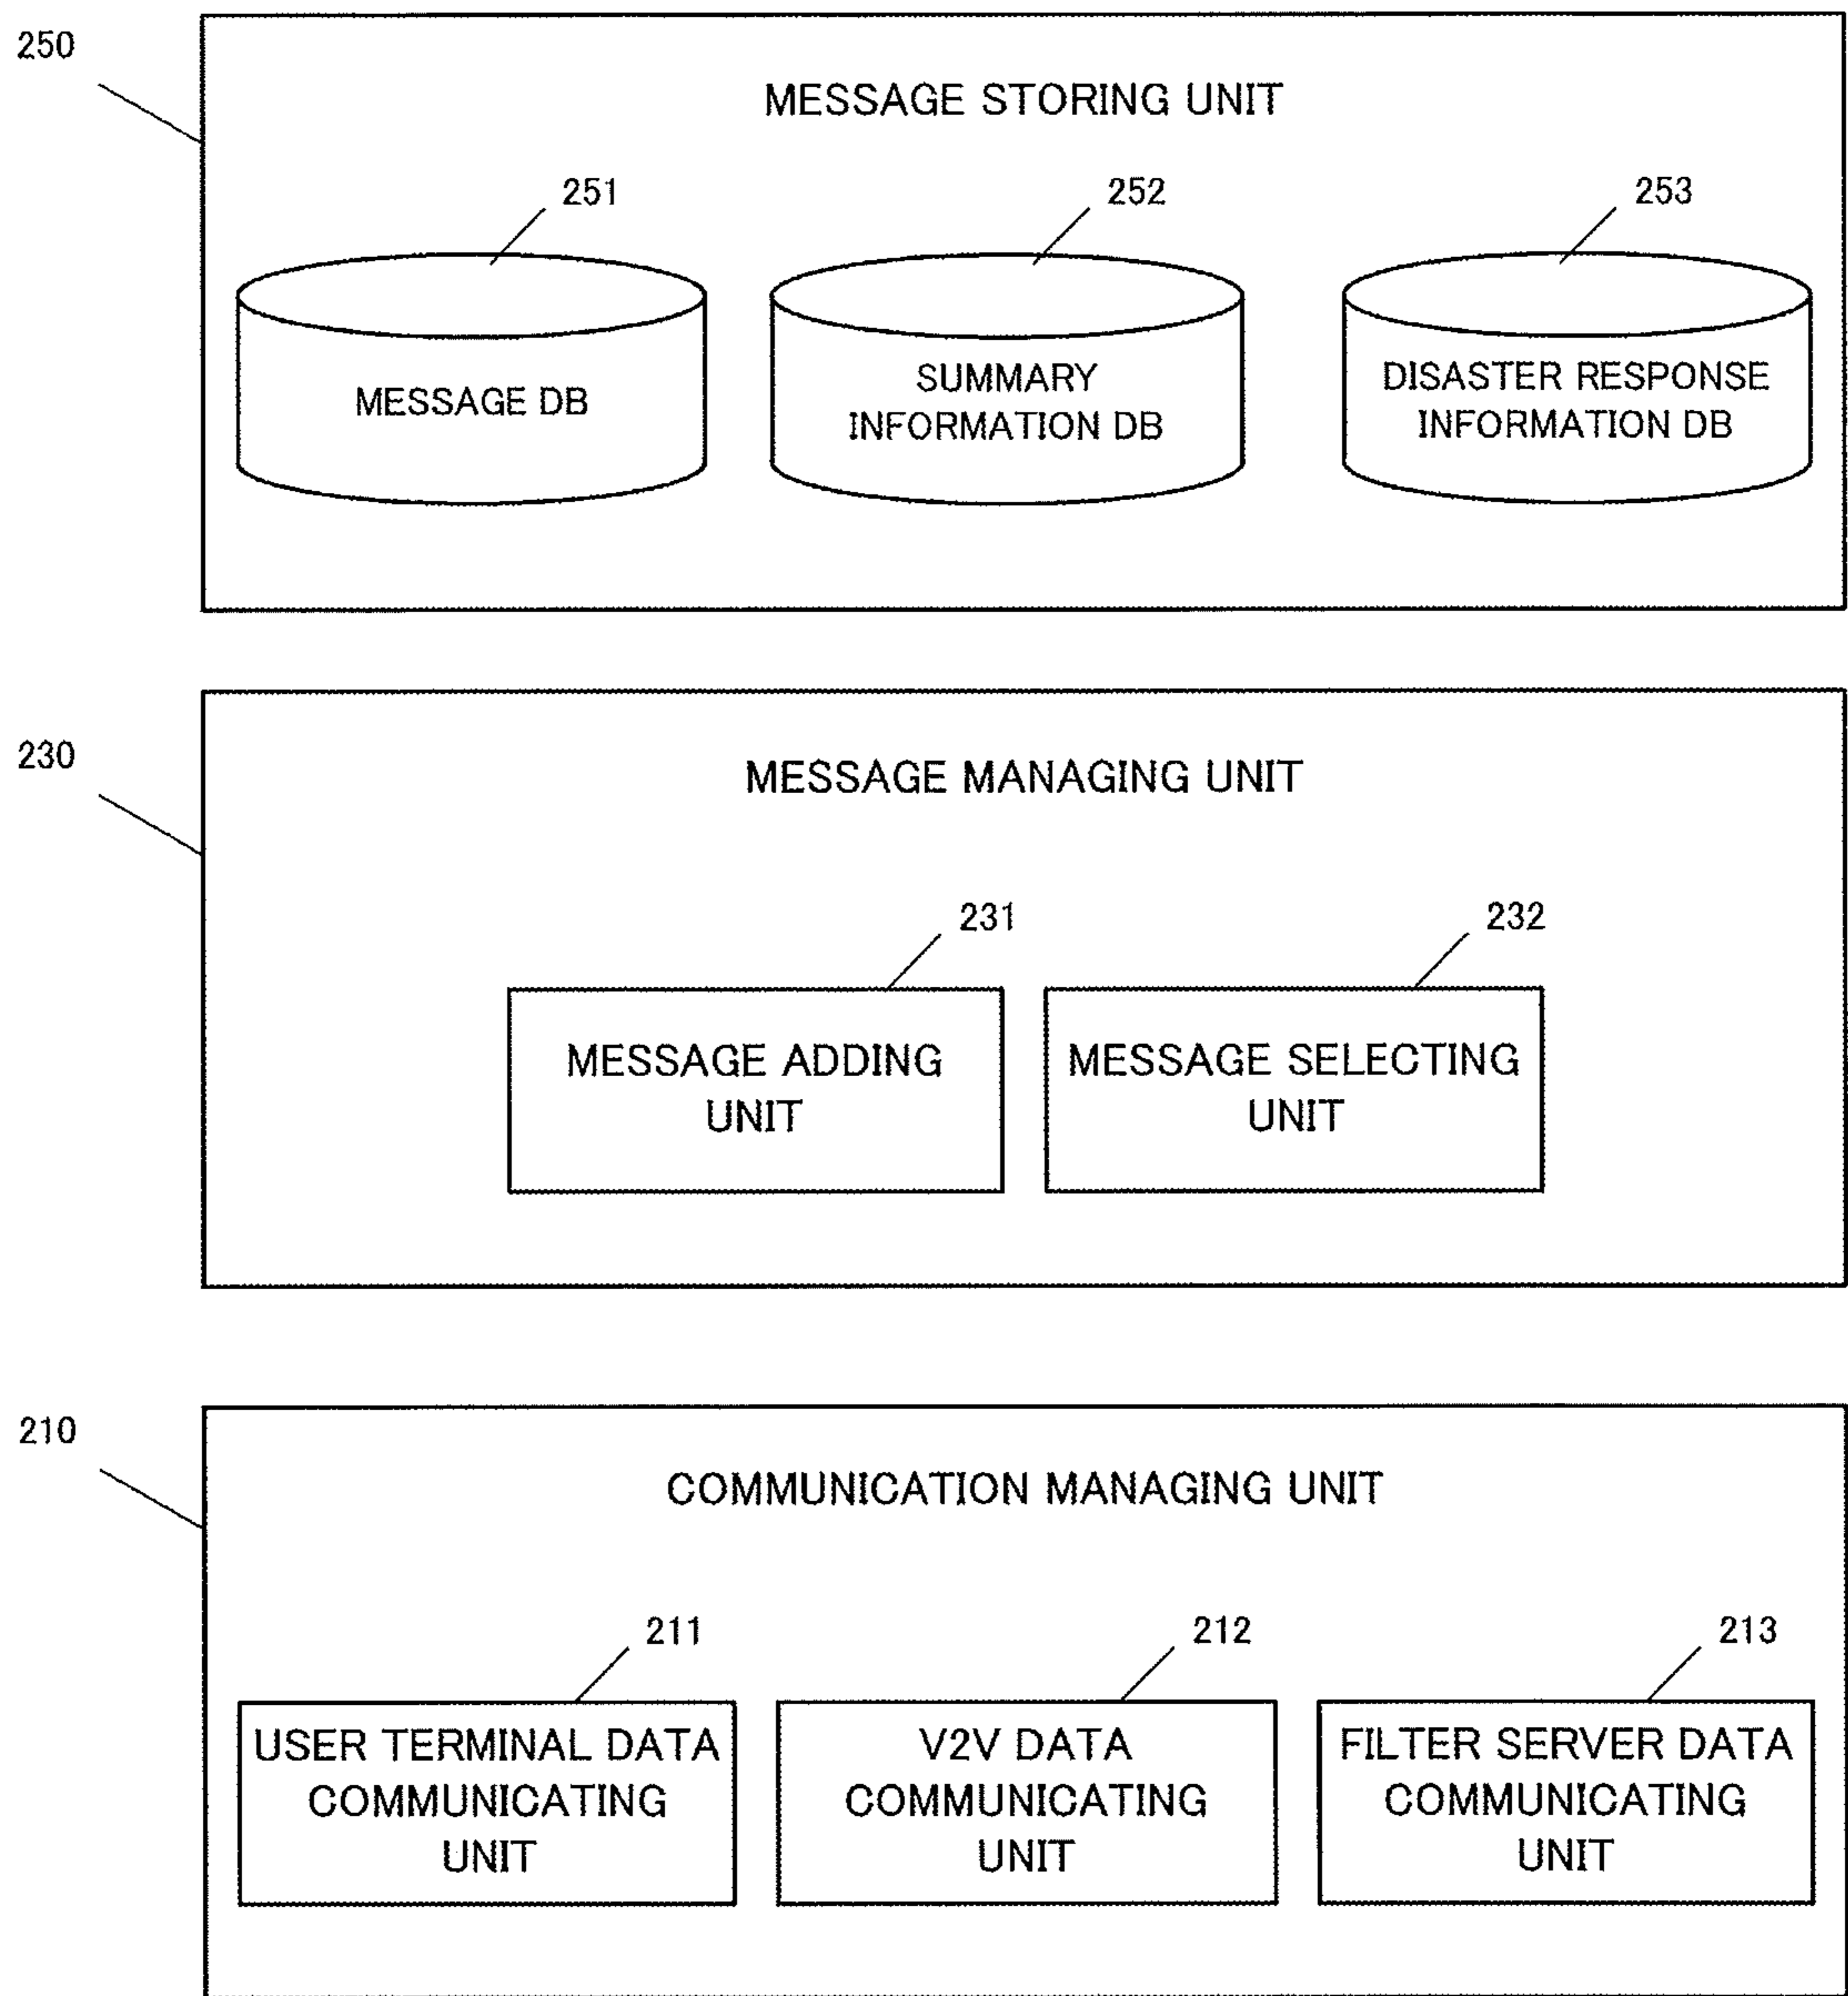 250
MESSAGE STORING UNIT
251
252
253
MESSAGE DB
SUMMARY
INFORMATION DB
DISASTER RESPONSE
INFORMATION DB
230
MESSAGE MANAGING UNIT
231
232
MESSAGE ADDING
UNIT
MESSAGE SELECTING
UNIT
210
COMMUNICATION MANAGING UNIT
211
212
213
USER TERMINAL DATA
COMMUNICATING
UNIT
V2V DATA
COMMUNICATING
UNIT
FILTER SERVER DATA
COMMUNICATING
UNIT